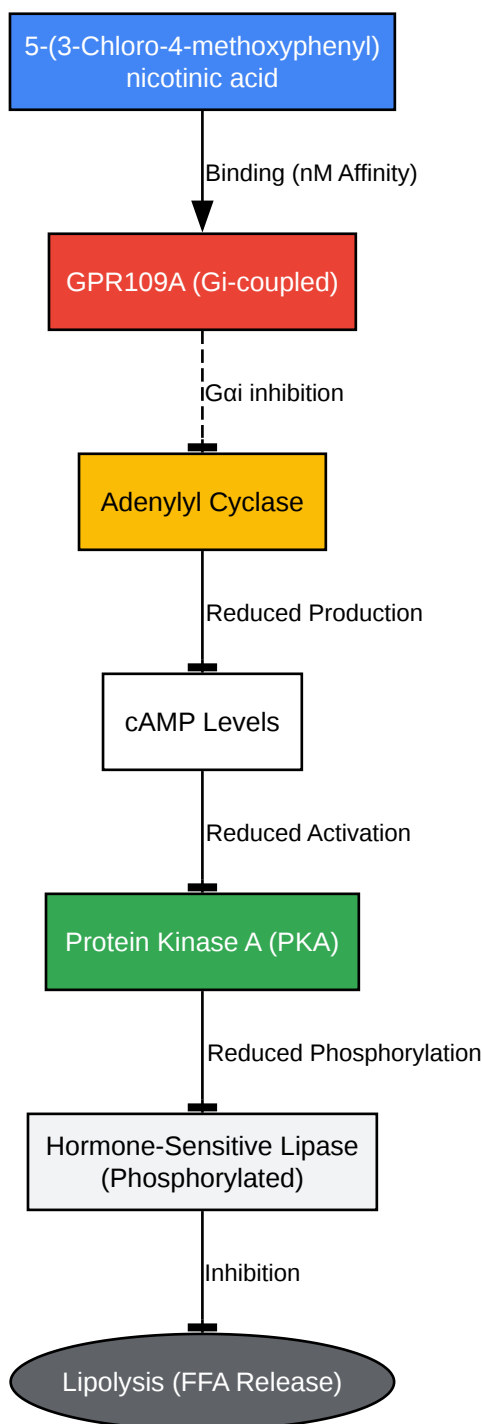 5-(3-Chloro-4-methoxyphenyl)
nicotinic acid
Binding (nM Affinity)
GPR109A (Gi-coupled)
Gαi inhibition
Adenylyl Cyclase
Reduced Production
cAMP Levels
Reduced Activation
Protein Kinase A (PKA)
Reduced Phosphorylation
Hormone-Sensitive Lipase
(Phosphorylated)
Inhibition
Lipolysis (FFA Release)